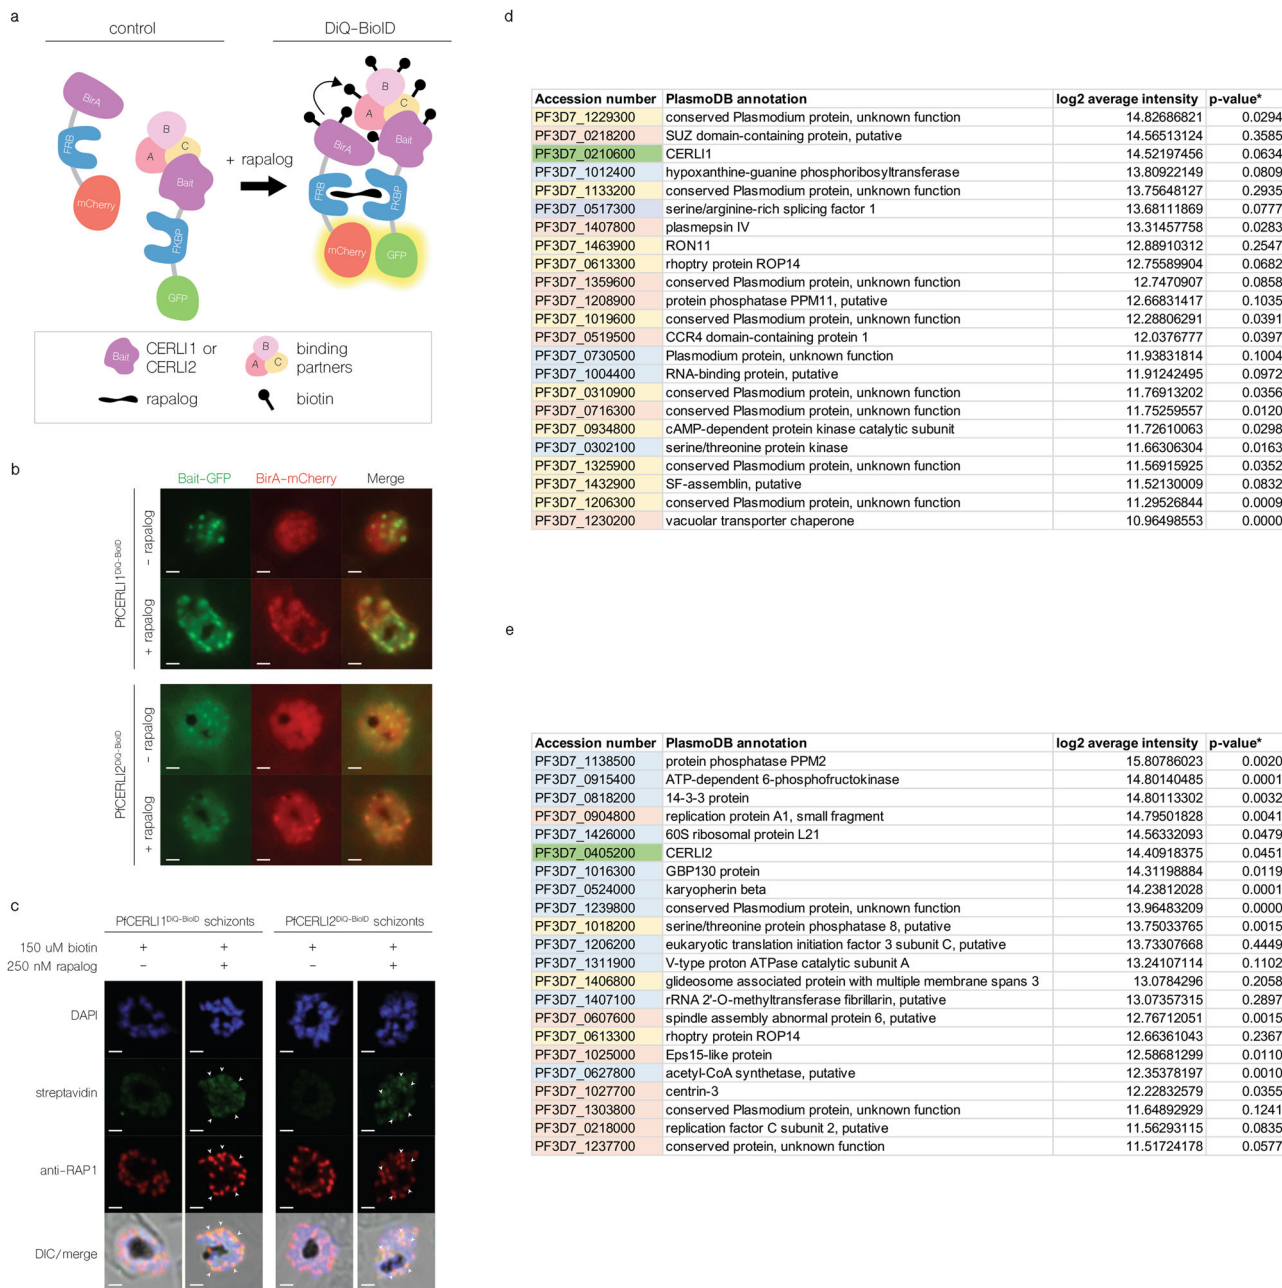 a
control
DiQ–BioID
BirA
FRB
mCherry
B
A
C
Bait
FKBP
GFP
+ rapalog
B
A
C
BirA
Bait
FRB
FKBP
mCherry
GFP
Bait
CERLI1 or
CERLI2
B
A
C
binding
partners
rapalog
biotin
b
Bait–GFP
BirA–mCherry
Merge
PfCERLI1DiQ–BioID
– rapalog
+ rapalog
PfCERLI2DiQ–BioID
– rapalog
+ rapalog
c
PfCERLI1DiQ–BioID schizonts
PfCERLI2DiQ–BioID schizonts
150 uM biotin + + + +
250 nM rapalog – + – +
DAPI
streptavidin
anti–RAP1
DIC/merge
d
Accession number PlasmoDB annotation log2 average intensity p-value*
PF3D7_1229300 conserved Plasmodium protein, unknown function 14.82686821 0.0294
PF3D7_0218200 SUZ domain-containing protein, putative 14.56513124 0.3585
PF3D7_0210600 CERLI1 14.52197456 0.0634
PF3D7_1012400 hypoxanthine-guanine phosphoribosyltransferase 13.80922149 0.0809
PF3D7_1133200 conserved Plasmodium protein, unknown function 13.75648127 0.2935
PF3D7_0517300 serine/arginine-rich splicing factor 1 13.68111869 0.0777
PF3D7_1407800 plasmepsin IV 13.31457758 0.0283
PF3D7_1463900 RON11 12.88910312 0.2547
PF3D7_0613300 rhoptry protein ROP14 12.75589904 0.0682
PF3D7_1359600 conserved Plasmodium protein, unknown function 12.7470907 0.0858
PF3D7_1208900 protein phosphatase PPM11, putative 12.66831417 0.1035
PF3D7_1019600 conserved Plasmodium protein, unknown function 12.28806291 0.0391
PF3D7_0519500 CCR4 domain-containing protein 1 12.0376777 0.0397
PF3D7_0730500 Plasmodium protein, unknown function 11.93831814 0.1004
PF3D7_1004400 RNA-binding protein, putative 11.91242495 0.0972
PF3D7_0310900 conserved Plasmodium protein, unknown function 11.76913202 0.0356
PF3D7_0716300 conserved Plasmodium protein, unknown function 11.75259557 0.0120
PF3D7_0934800 cAMP-dependent protein kinase catalytic subunit 11.72610063 0.0298
PF3D7_0302100 serine/threonine protein kinase 11.66306304 0.0163
PF3D7_1325900 conserved Plasmodium protein, unknown function 11.56915925 0.0352
PF3D7_1432900 SF-assemblin, putative 11.52130009 0.0832
PF3D7_1206300 conserved Plasmodium protein, unknown function 11.29526844 0.0009
PF3D7_1230200 vacuolar transporter chaperone 10.96498553 0.0000
e
Accession number PlasmoDB annotation log2 average intensity p-value*
PF3D7_1138500 protein phosphatase PPM2 15.80786023 0.0020
PF3D7_0915400 ATP-dependent 6-phosphofructokinase 14.80140485 0.0001
PF3D7_0818200 14-3-3 protein 14.80113302 0.0032
PF3D7_0904800 replication protein A1, small fragment 14.79501828 0.0041
PF3D7_1426000 60S ribosomal protein L21 14.56332093 0.0479
PF3D7_0405200 CERLI2 14.40918375 0.0451
PF3D7_1016300 GBP130 protein 14.31198884 0.0119
PF3D7_0524000 karyopherin beta 14.23812028 0.0001
PF3D7_1239800 conserved Plasmodium protein, unknown function 13.96483209 0.0000
PF3D7_1018200 serine/threonine protein phosphatase 8, putative 13.75033765 0.0015
PF3D7_1206200 eukaryotic translation initiation factor 3 subunit C, putative 13.73307668 0.4449
PF3D7_1311900 V-type proton ATPase catalytic subunit A 13.24107114 0.1102
PF3D7_1406800 glideosome associated protein with multiple membrane spans 3 13.0784296 0.2058
PF3D7_1407100 rRNA 2'-O-methyltransferase fibrillarin, putative 13.07357315 0.2897
PF3D7_0607600 spindle assembly abnormal protein 6, putative 12.76712051 0.0015
PF3D7_0613300 rhoptry protein ROP14 12.66361043 0.2367
PF3D7_1025000 Eps15-like protein 12.58681299 0.0110
PF3D7_0627800 acetyl-CoA synthetase, putative 12.35378197 0.0010
PF3D7_1027700 centrin-3 12.22832579 0.0355
PF3D7_1303800 conserved Plasmodium protein, unknown function 11.64892929 0.1241
PF3D7_0218000 replication factor C subunit 2, putative 11.56293115 0.0835
PF3D7_1237700 conserved protein, unknown function 11.51724178 0.0577